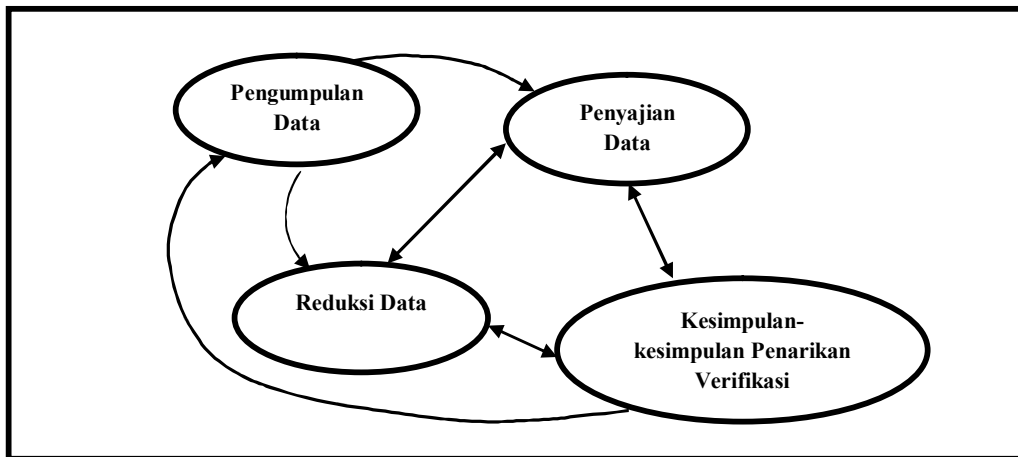 Pengumpulan
Data
Penyajian
Data
Reduksi Data
Kesimpulan-
kesimpulan Penarikan
Verifikasi